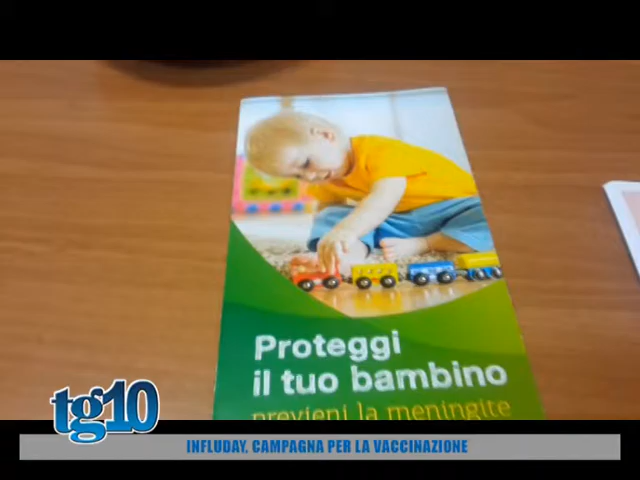 Proteggi
il tuo bambino
previeni la meningite
tg10
INFLUDAY, CAMPAGNA PER LA VACCINAZIONE